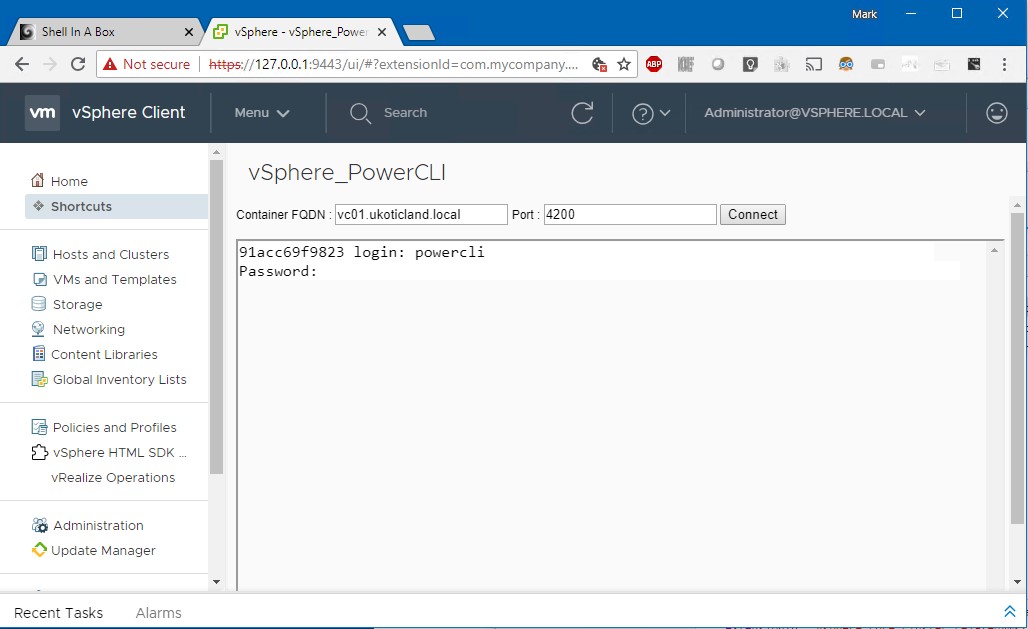 Mark
Shell In A Box
vSphere - vSphere_Power
Not secure https://127.0.0.1:9443/ui/#?extensionId=com.mycompany....
ABP
vm vSphere Client Menu Search Administrator@VSPHERE.LOCAL
vSphere_PowerCLI
Home
Shortcuts
Hosts and Clusters
VMs and Templates
Storage
Networking
Content Libraries
Global Inventory Lists
Policies and Profiles
vSphere HTML SDK ...
vRealize Operations
Administration
Update Manager
Container FQDN : vc01.ukoticland.local Port : 4200 Connect
91acc69f9823 login: powercli
Password:
Recent Tasks Alarms